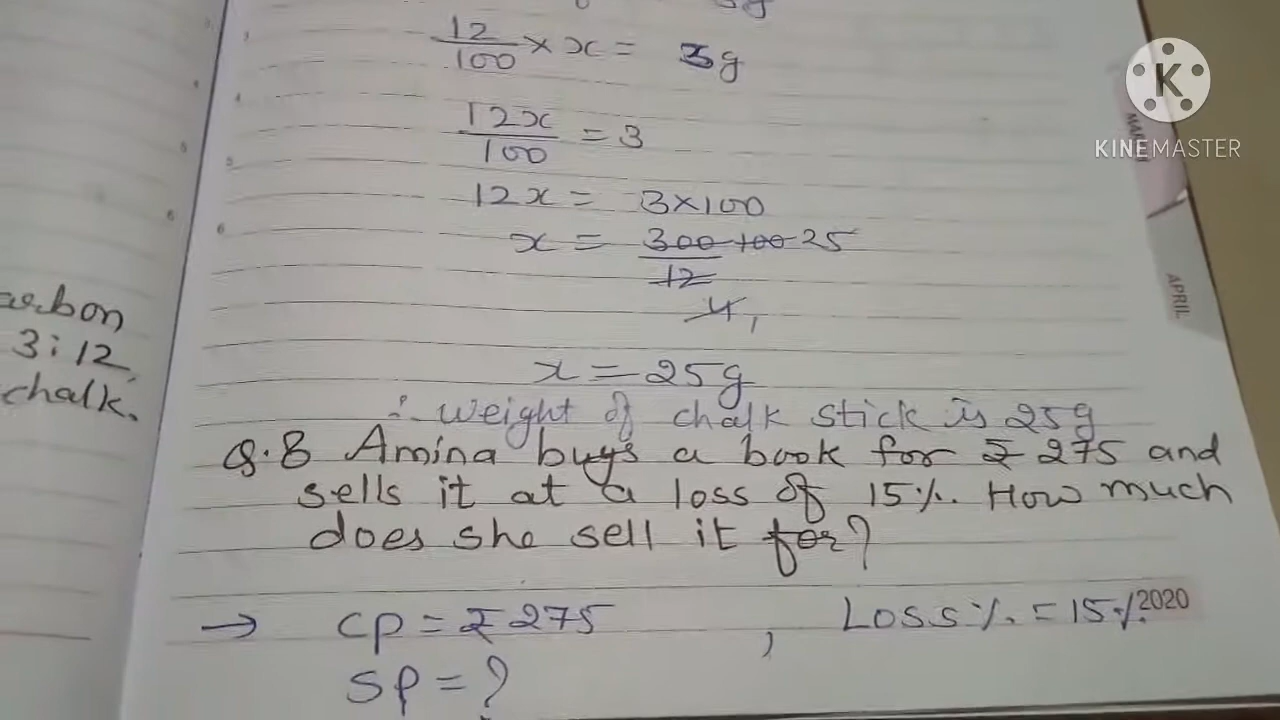 12/100 × x = 3g
12x/100 = 3
12x = 3×100
x = 300 100 25
12
4 1
x = 25g
∴ weight of chalk stick is 25g
Q.8 Amina buys a book for ₹ 275 and
sells it at a loss of 15%. How much
does she sell it for?
→ CP = ₹ 275 , Loss % = 15%
SP = ?
3:12
chalk.
K
KINEMASTER
APRIL
2020